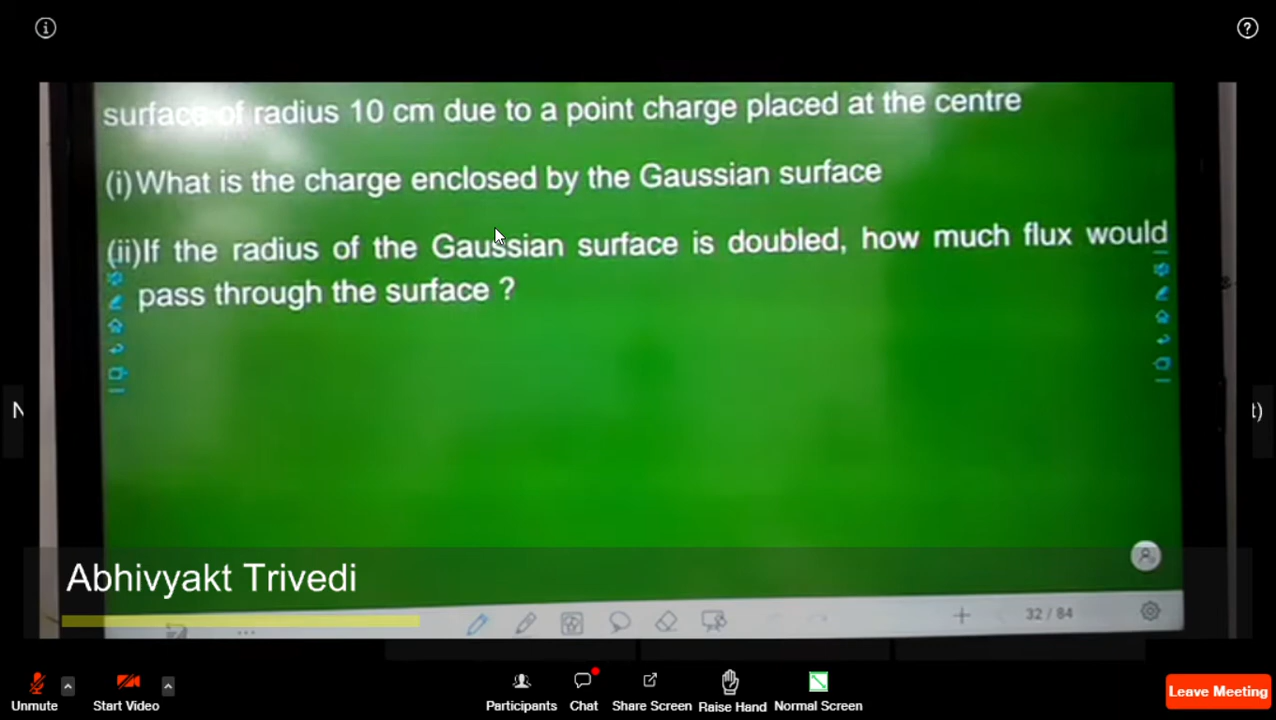 surface of radius 10 cm due to a point charge placed at the centre
(i) What is the charge enclosed by the Gaussian surface
(ii) If the radius of the Gaussian surface is doubled, how much flux would
pass through the surface ?
N
t)
Abhivyakt Trivedi
32 / 84
Unmute
Start Video
Participants
Chat
Share Screen
Raise Hand
Normal Screen
Leave Meeting